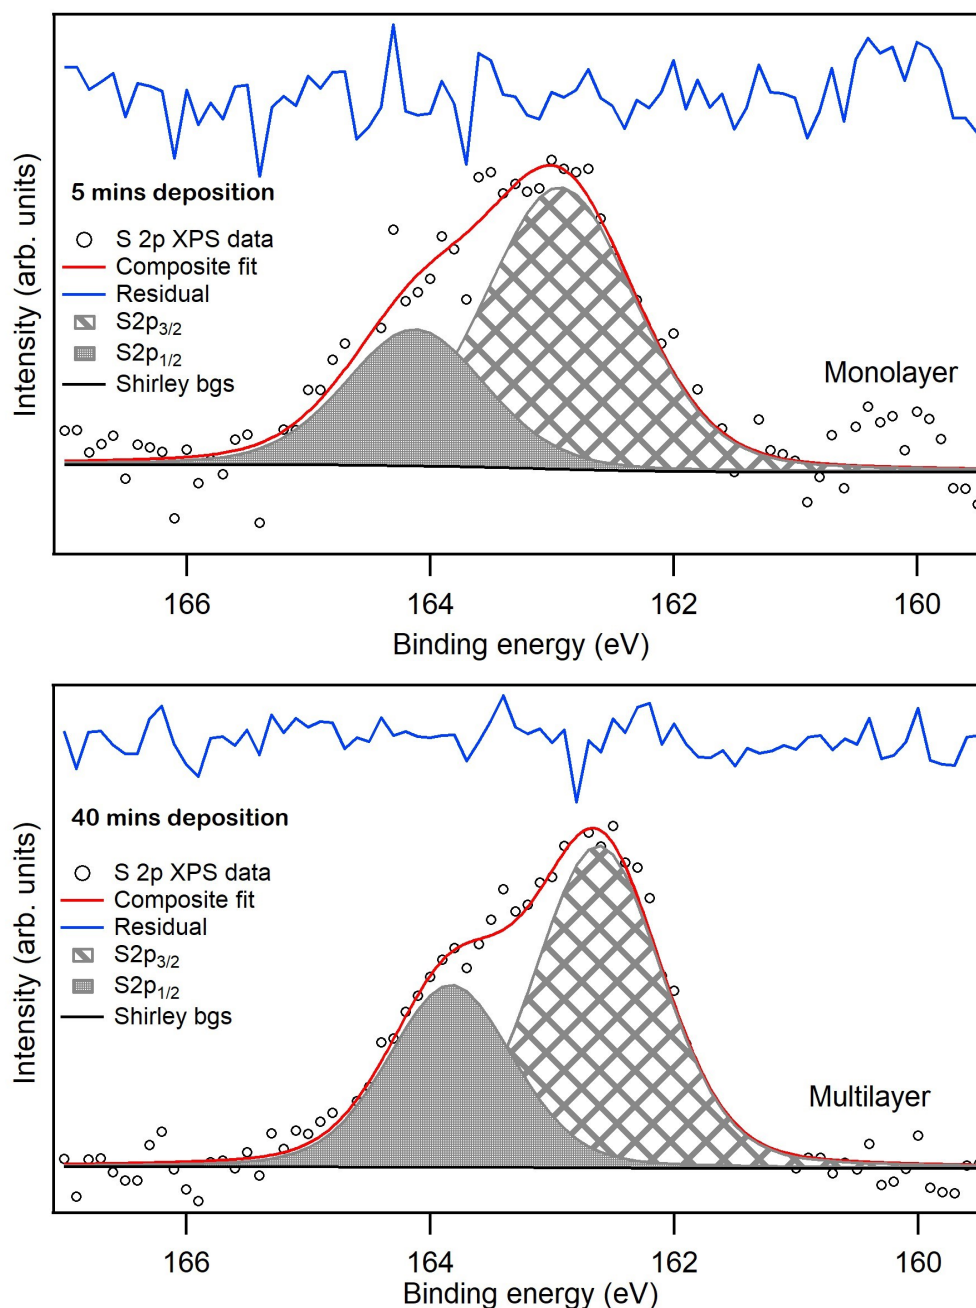 5 mins deposition
S 2p XPS data
Composite fit
Residual
S2p3/2
S2p1/2
Shirley bgs
Monolayer
Intensity (arb. units)
166 164 162 160
Binding energy (eV)
40 mins deposition
S 2p XPS data
Composite fit
Residual
S2p3/2
S2p1/2
Shirley bgs
Multilayer
Intensity (arb. units)
166 164 162 160
Binding energy (eV)